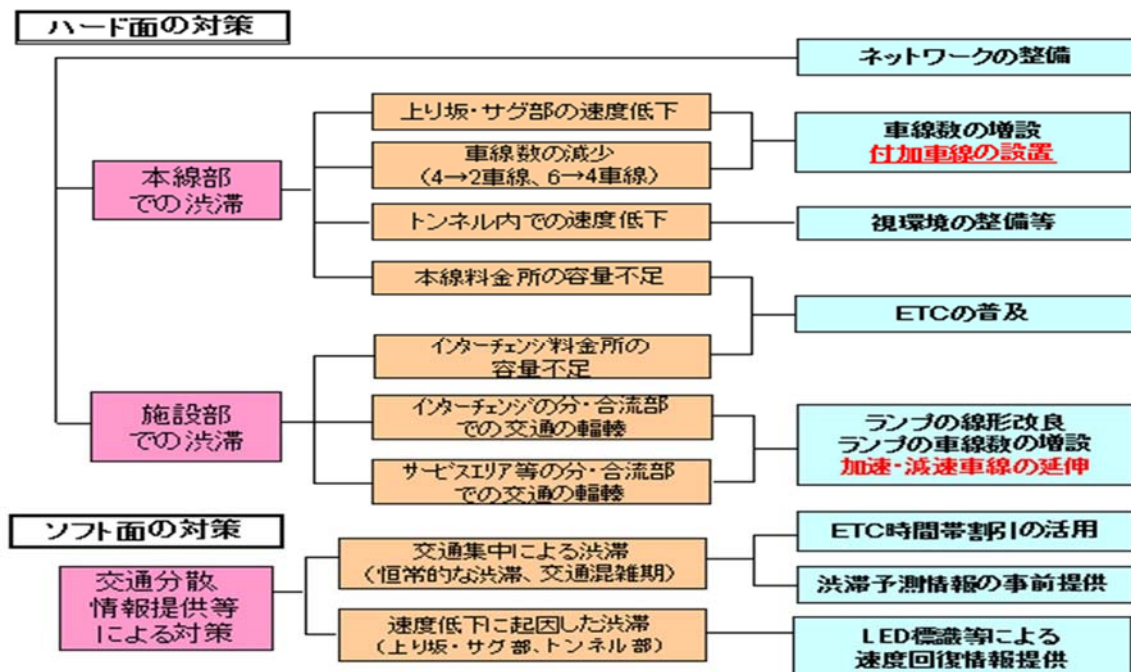 ハード面の対策
ネットワークの整備
本線部
での渋滞
上り坂・サグ部の速度低下
車線数の減少
(4→2車線、6→4車線)
車線数の増設
付加車線の設置
トンネル内での速度低下
視環境の整備等
本線料金所の容量不足
ETCの普及
施設部
での渋滞
インターチェンジ料金所の
容量不足
インターチェンジの分・合流部
での交通の輻輳
サービスエリア等の分・合流部
での交通の輻輳
ランプの線形改良
ランプの車線数の増設
加速・減速車線の延伸
ソフト面の対策
交通分散、
情報提供等
による対策
交通集中による渋滞
(恒常的な渋滞、交通混雑期)
ETC時間帯割引の活用
渋滞予測情報の事前提供
速度低下に起因した渋滞
(上り坂・サグ部、トンネル部)
LED標識等による
速度回復情報提供